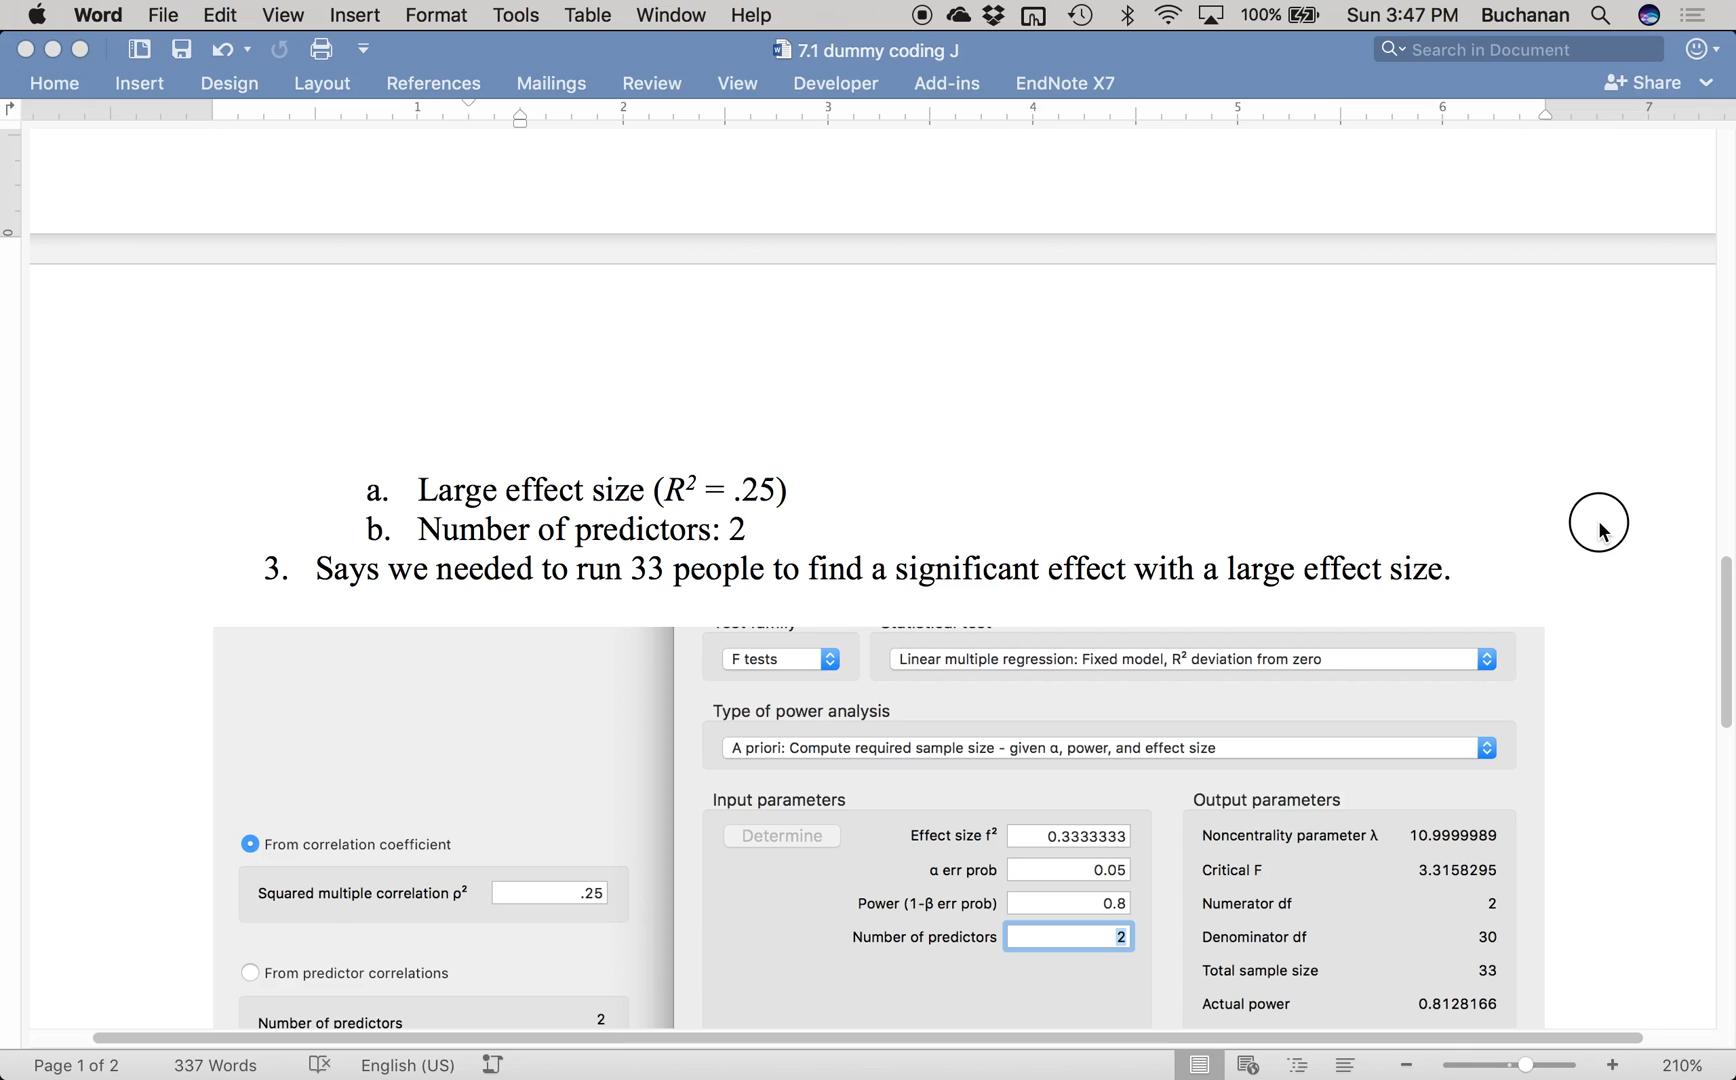 Word File Edit View Insert Format Tools Table Window Help 100% Sun 3:47 PM Buchanan
7.1 dummy coding J
Search in Document
Home Insert Design Layout References Mailings Review View Developer Add-ins EndNote X7 Share
1 2 3 4 5 6 7
0
a. Large effect size (R² = .25)
b. Number of predictors: 2
3. Says we needed to run 33 people to find a significant effect with a large effect size.
F tests
Linear multiple regression: Fixed model, R² deviation from zero
Type of power analysis
A priori: Compute required sample size - given α, power, and effect size
Input parameters
Output parameters
Determine
Effect size f² 0.3333333
Noncentrality parameter λ 10.9999989
From correlation coefficient
α err prob 0.05
Critical F 3.3158295
Squared multiple correlation ρ² .25
Power (1-β err prob) 0.8
Numerator df 2
Number of predictors 2
Denominator df 30
From predictor correlations
Total sample size 33
Actual power 0.8128166
Number of predictors 2
Page 1 of 2 337 Words English (US) 210%